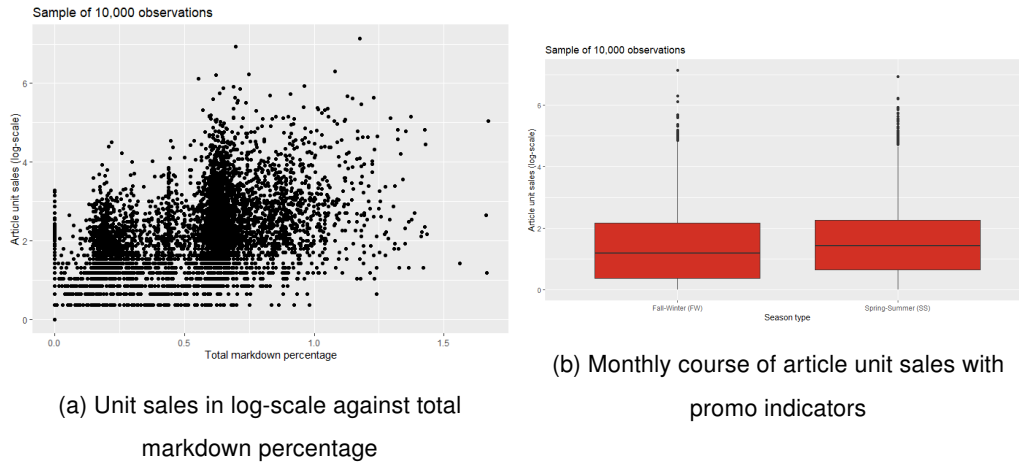 Sample of 10,000 observations
Article unit sales (log-scale)
6
4
2
0
0.0
0.5
1.0
1.5
Total markdown percentage
(a) Unit sales in log-scale against total
markdown percentage
Sample of 10,000 observations
Article unit sales (log-scale)
6
4
2
0
Fall-Winter (FW)
Spring-Summer (SS)
Season type
(b) Monthly course of article unit sales with
promo indicators